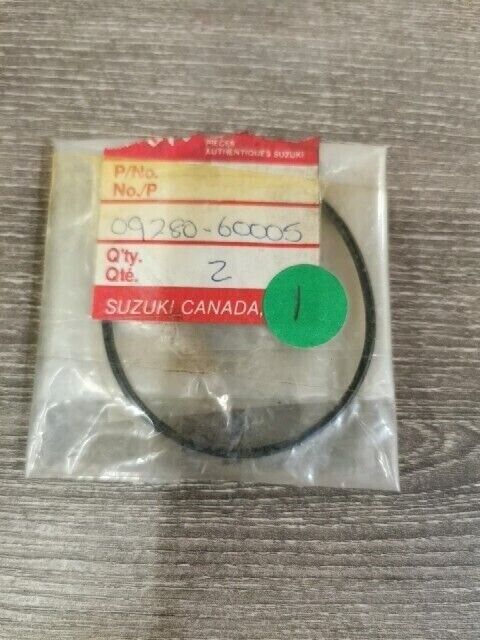 PIECES
AUTHENTIQUES SUZUKI
P/No.
No./P
09280-60005
Q'ty.
Qté.
2
SUZUKI CANADA,
1